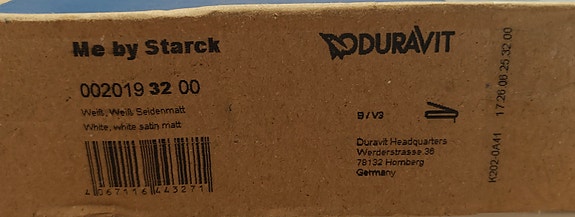 Me by Starck
DURAVIT
002019 32 00
Weiß, Weiß Seidenmatt
White, white satin matt
4 067116 443271
B / V3
Duravit Headquarters
Werderstrasse 36
78132 Hornberg
Germany
K202-0A41 17 26 08 25 32 00